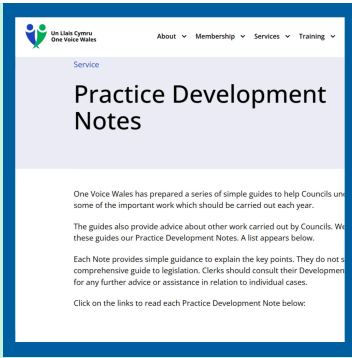 Un Llais Cymru
One Voice Wales
About Membership Services Training
Service
Practice Development
Notes
One Voice Wales has prepared a series of simple guides to help Councils
some of the important work which should be carried out each year.
The guides also provide advice about other work carried out by Councils. We
these guides our Practice Development Notes. A list appears below.
Each Note provides simple guidance to explain the key points. They do not
comprehensive guide to legislation. Clerks should consult their Developmen
for any further advice or assistance in relation to individual cases.
Click on the links to read each Practice Development Note below: